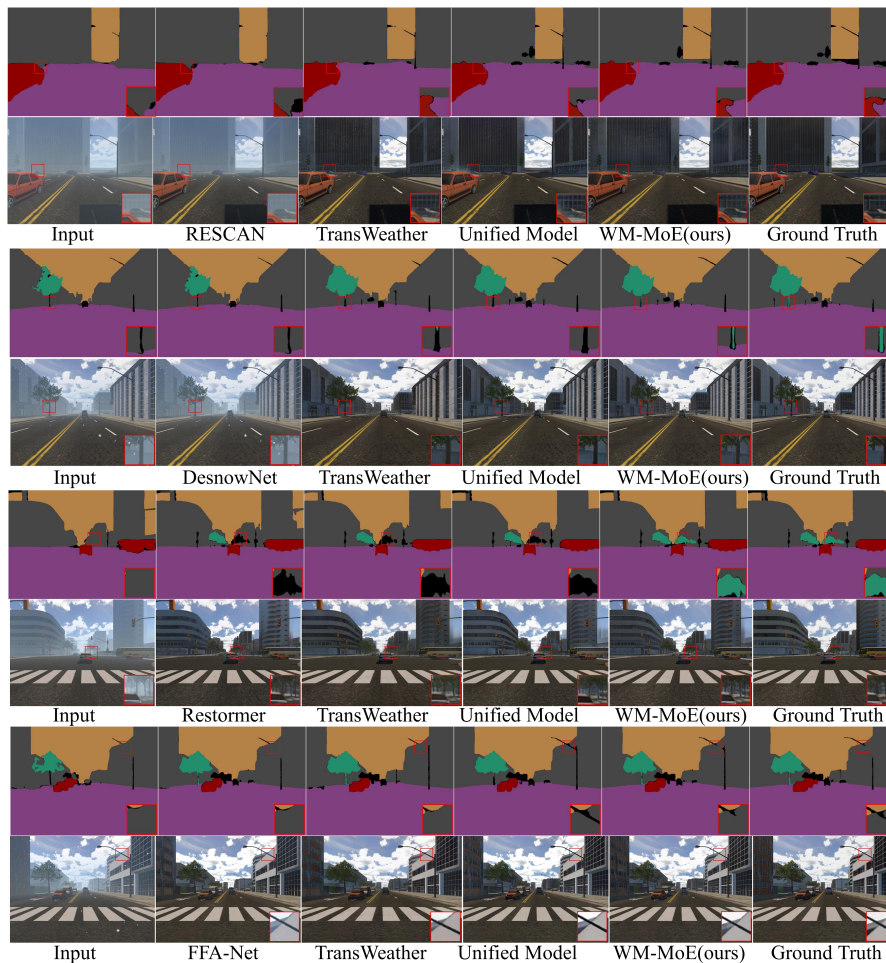 Input RESCAN TransWeather Unified Model WM-MoE(ours) Ground Truth
Input DesnowNet TransWeather Unified Model WM-MoE(ours) Ground Truth
Input Restormer TransWeather Unified Model WM-MoE(ours) Ground Truth
Input FFA-Net TransWeather Unified Model WM-MoE(ours) Ground Truth